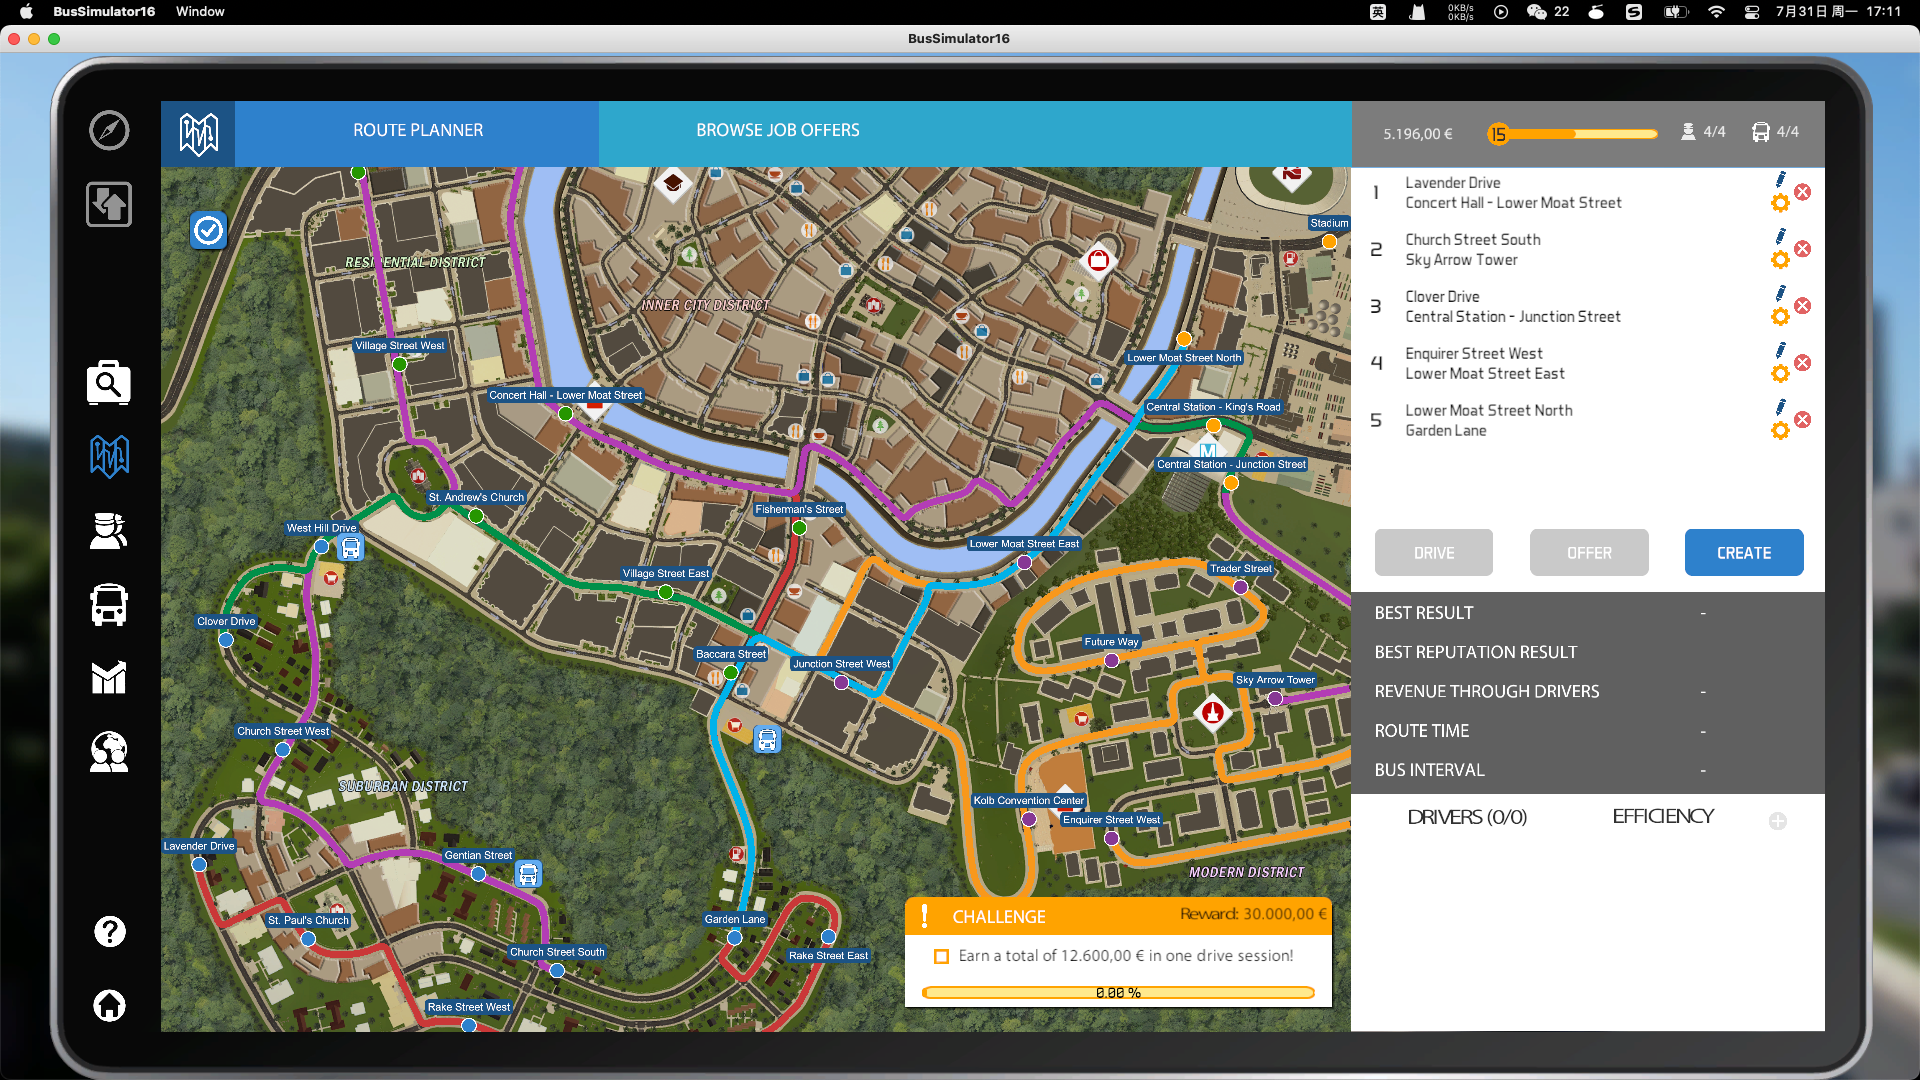 BusSimulator16 Window
英 0KB/s 0KB/s 22 7月31日 周一 17:11
BusSimulator16
ROUTE PLANNER
BROWSE JOB OFFERS
5.196,00 €
15
4/4
4/4
1
Lavender Drive
Concert Hall - Lower Moat Street
2
Church Street South
Sky Arrow Tower
3
Clover Drive
Central Station - Junction Street
4
Enquirer Street West
Lower Moat Street East
5
Lower Moat Street North
Garden Lane
DRIVE
OFFER
CREATE
BEST RESULT -
BEST REPUTATION RESULT
REVENUE THROUGH DRIVERS -
ROUTE TIME -
BUS INTERVAL -
DRIVERS (0/0)
EFFICIENCY
Stadium
RESIDENTIAL DISTRICT
INNER CITY DISTRICT
Village Street West
Lower Moat Street North
Concert Hall - Lower Moat Street
Central Station - King's Road
M
Central Station - Junction Street
St. Andrew's Church
Fisherman's Street
West Hill Drive
Lower Moat Street East
Trader Street
Village Street East
Clover Drive
Future Way
Baccara Street
Junction Street West
Sky Arrow Tower
Church Street West
SUBURBAN DISTRICT
Kolb Convention Center
Enquirer Street West
Lavender Drive
Gentian Street
MODERN DISTRICT
St. Paul's Church
Garden Lane
Church Street South
Rake Street East
Rake Street West
! CHALLENGE
Reward: 30.000,00 €
Earn a total of 12.600,00 € in one drive session!
0.00 %
?